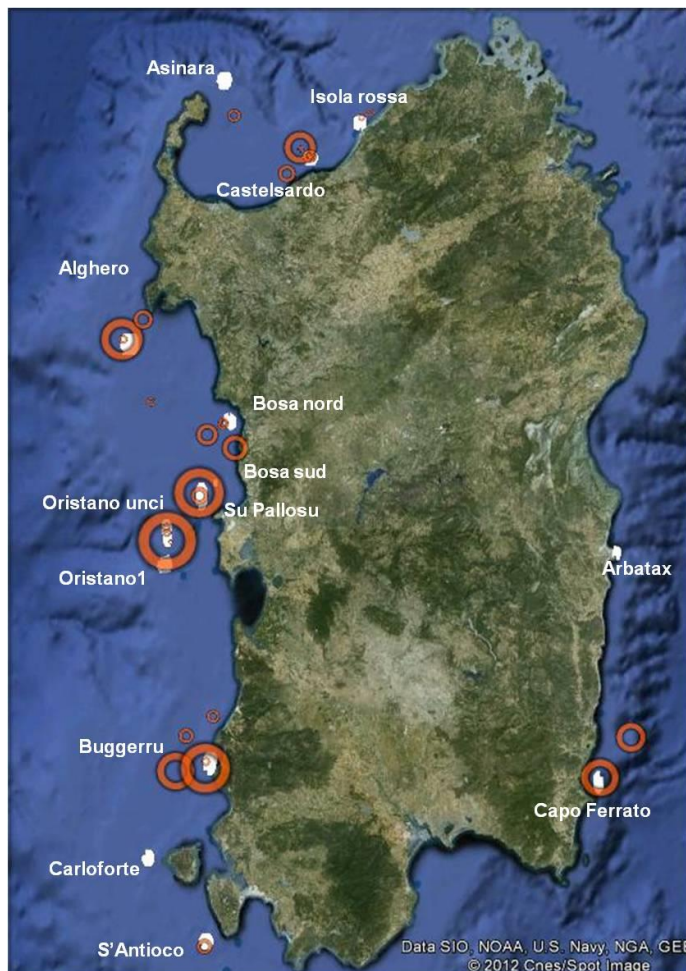 Asinara
Isola rossa
Castelsardo
Alghero
Bosa nord
Bosa sud
Oristano unci
Su Pallosu
Arbatax
Oristano1
Buggerru
Capo Ferrato
Carloforte
S'Antioco
Data SIO, NOAA, U.S. Navy, NGA, GEB
© 2012 Cnes/Spot Image